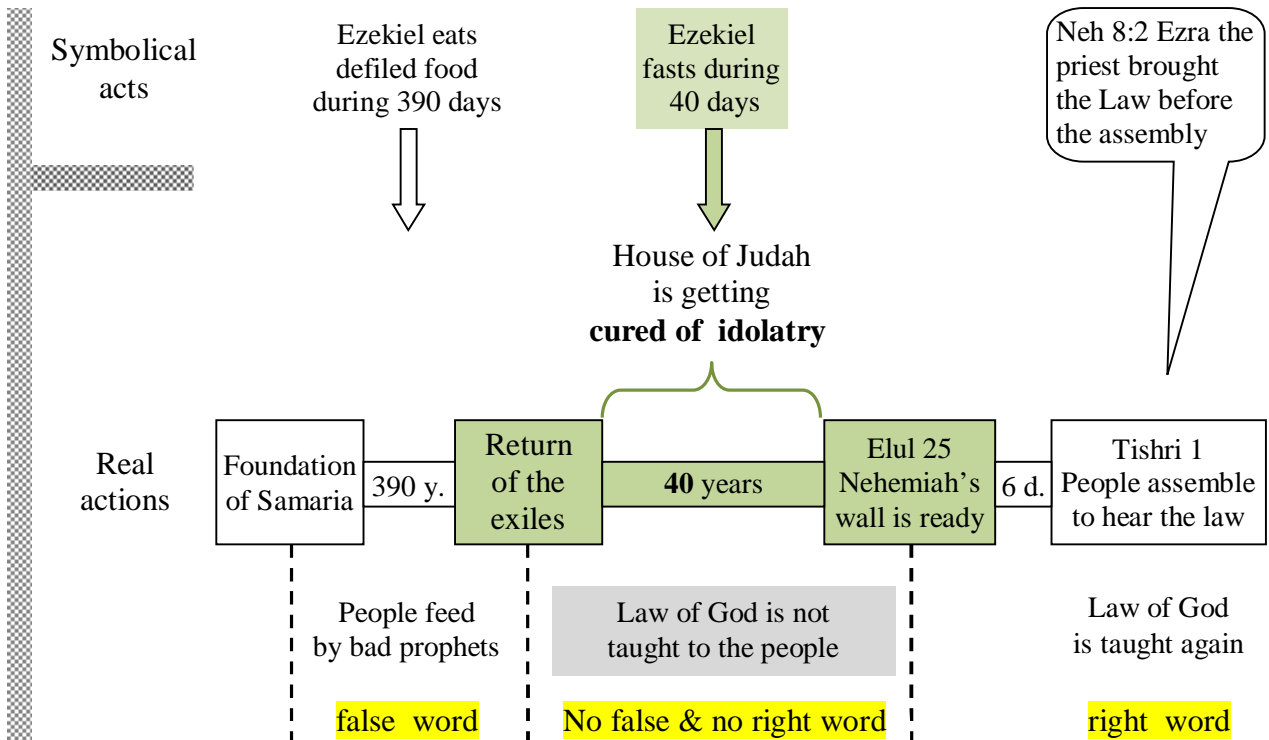 Symbolical
acts
Ezekiel eats
defiled food
during 390 days
Ezekiel
fasts during
40 days
Neh 8:2 Ezra the
priest brought
the Law before
the assembly
House of Judah
is getting
cured of idolatry
Real
actions
Foundation
of Samaria
390 y.
Return
of the
exiles
40 years
Elul 25
Nehemiah's
wall is ready
6 d.
Tishri 1
People assemble
to hear the law
People feed
by bad prophets
Law of God is not
taught to the people
Law of God
is taught again
false word
No false & no right word
right word